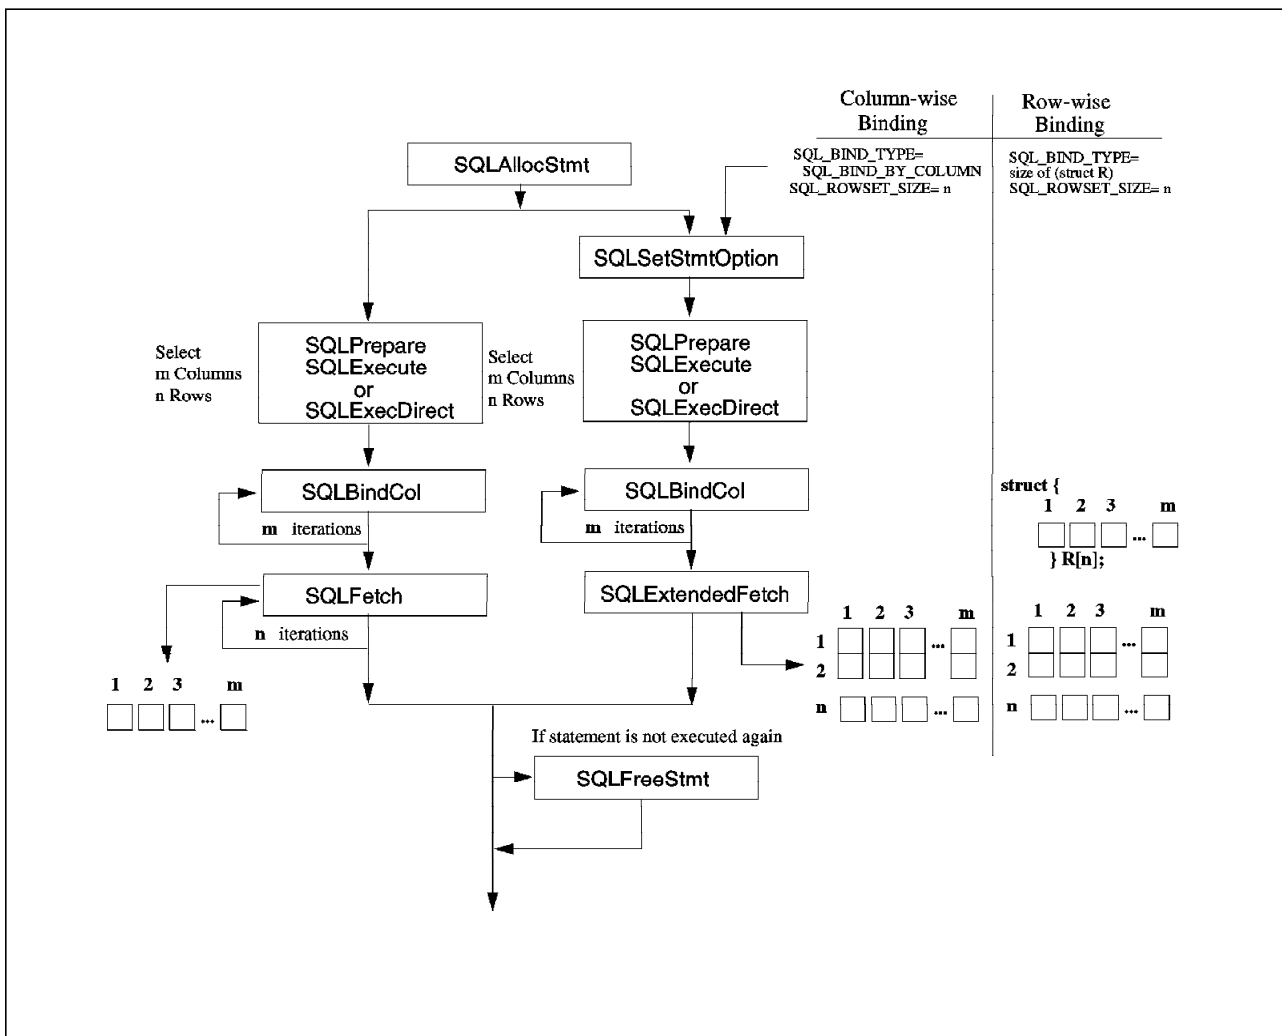 Column-wise
Binding
Row-wise
Binding
SQL_BIND_TYPE=
SQL_BIND_BY_COLUMN
SQL_ROWSET_SIZE= n
SQL_BIND_TYPE=
size of (struct R)
SQL_ROWSET_SIZE= n
SQLAllocStmt
SQLSetStmtOption
Select
m Columns
n Rows
SQLPrepare
SQLExecute
or
SQLExecDirect
Select
m Columns
n Rows
SQLPrepare
SQLExecute
or
SQLExecDirect
SQLBindCol
m iterations
SQLBindCol
m iterations
struct {
1 2 3 m
...
} R[n];
SQLFetch
n iterations
SQLExtendedFetch
1 2 3 m
...
1 2 3 m
1 ...
2
n ...
1 2 3 m
1 ...
2
n ...
If statement is not executed again
SQLFreeStmt